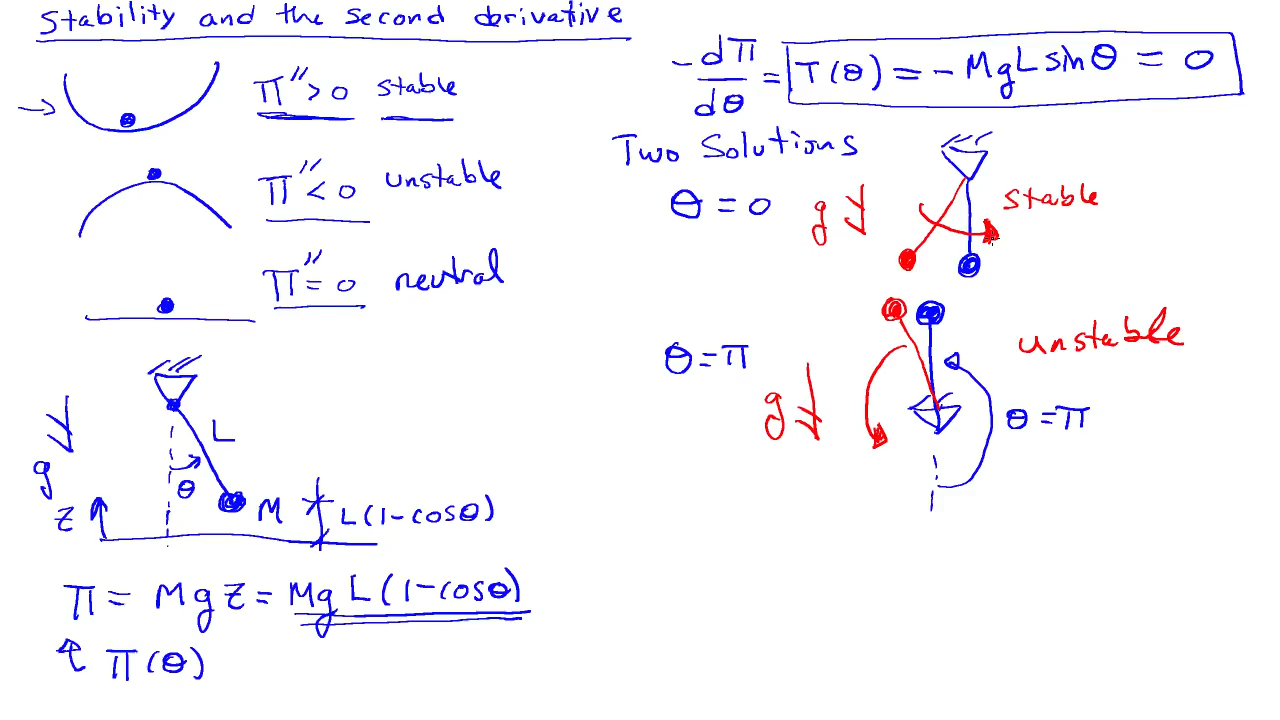 Stability and the second derivative
Π″ > 0 stable
Π″ < 0 unstable
Π″ = 0 neutral
g
z
L
θ
M
L(1-cosθ)
Π = Mgz = MgL(1-cosθ)
Π(θ)
-dΠ/dθ = T(θ) = -MgL sinθ = 0
Two Solutions
θ = 0
g
stable
θ = π
g
unstable
θ = π